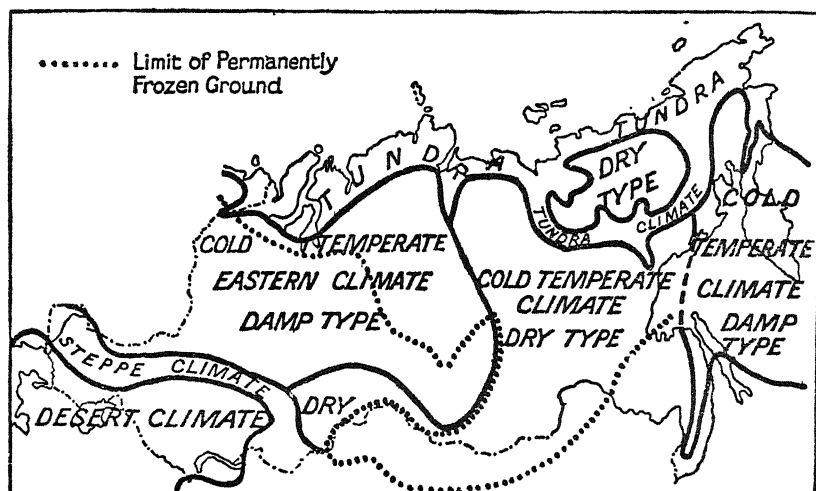 Limit of Permanently
Frozen Ground
TUNDRA
TUNDRA
DRY
TYPE
TUNDRA CLIMATE
COLD
TEMPERATE
CLIMATE
DAMP
TYPE
COLD TEMPERATE
EASTERN CLIMATE
DAMP TYPE
COLD TEMPERATE
CLIMATE
DRY TYPE
STEPPE CLIMATE
DRY
DESERT CLIMATE